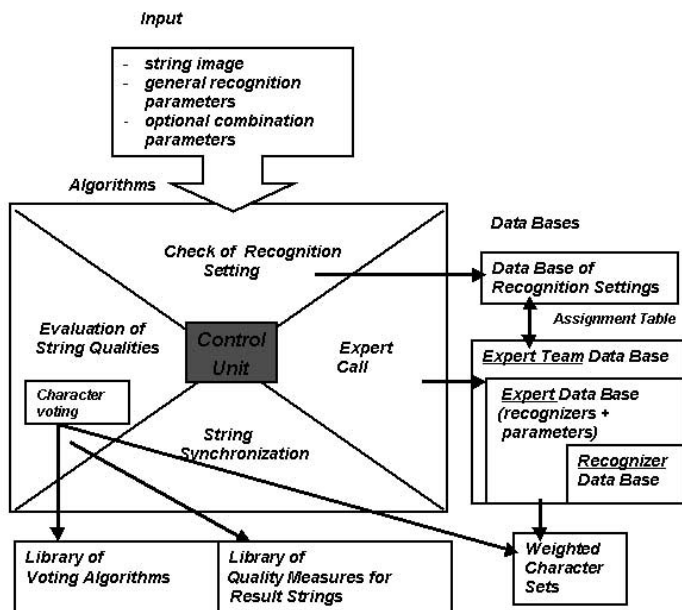 Input
- string image
- general recognition
parameters
- optional combination
parameters
Algorithms
Check of Recognition
Setting
Evaluation of
String Qualities
Control
Unit
Expert
Call
Character
voting
String
Synchronization
Data Bases
Data Base of
Recognition Settings
Assignment Table
Expert Team Data Base
Expert Data Base
(recognizers +
parameters)
Recognizer
Data Base
Library of
Voting Algorithms
Library of
Quality Measures for
Result Strings
Weighted
Character
Sets